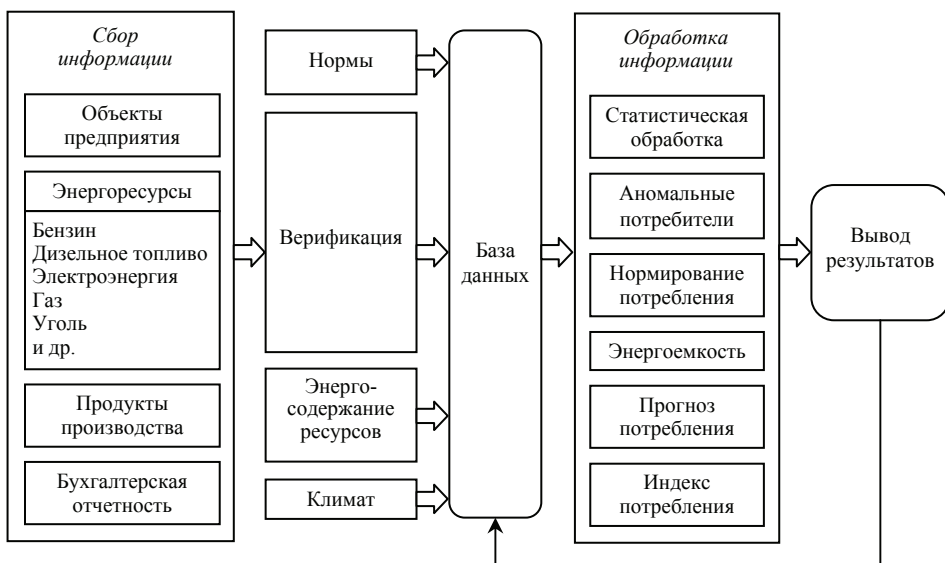 Сбор
информации
Объекты
предприятия
Энергоресурсы
Бензин
Дизельное топливо
Электроэнергия
Газ
Уголь
и др.
Продукты
производства
Бухгалтерская
отчетность
Нормы
Верификация
Энерго-
содержание
ресурсов
Климат
База
данных
Обработка
информации
Статистическая
обработка
Аномальные
потребители
Нормирование
потребления
Энергоемкость
Прогноз
потребления
Индекс
потребления
Вывод
результатов